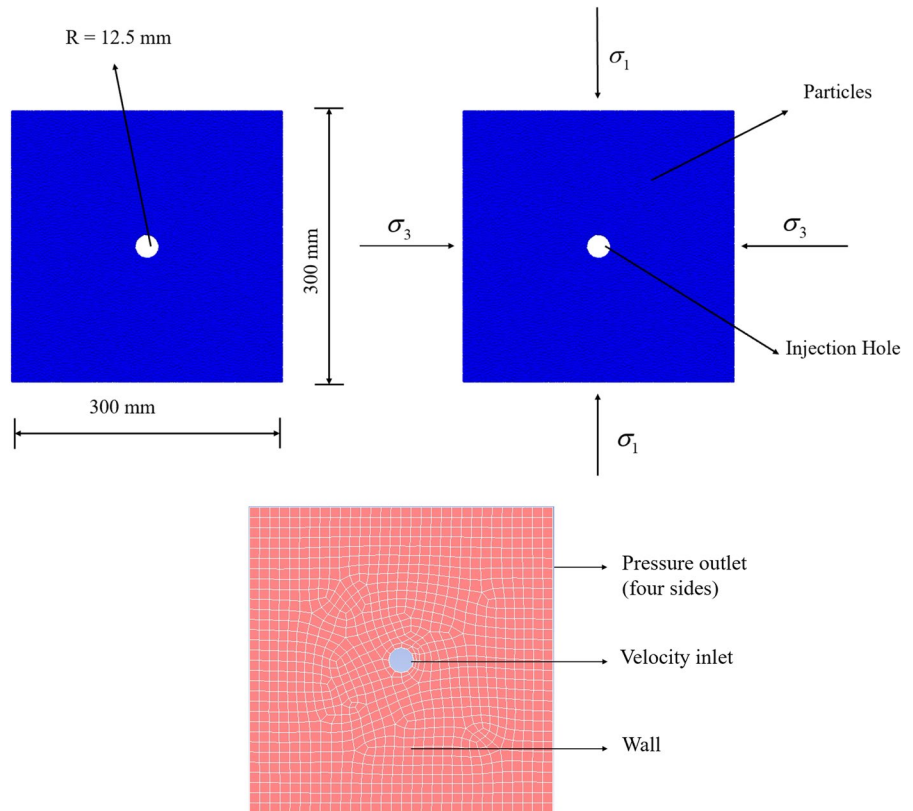 R = 12.5 mm
300 mm
300 mm
σ₁
Particles
σ₃
σ₃
Injection Hole
σ₁
Pressure outlet
(four sides)
Velocity inlet
Wall